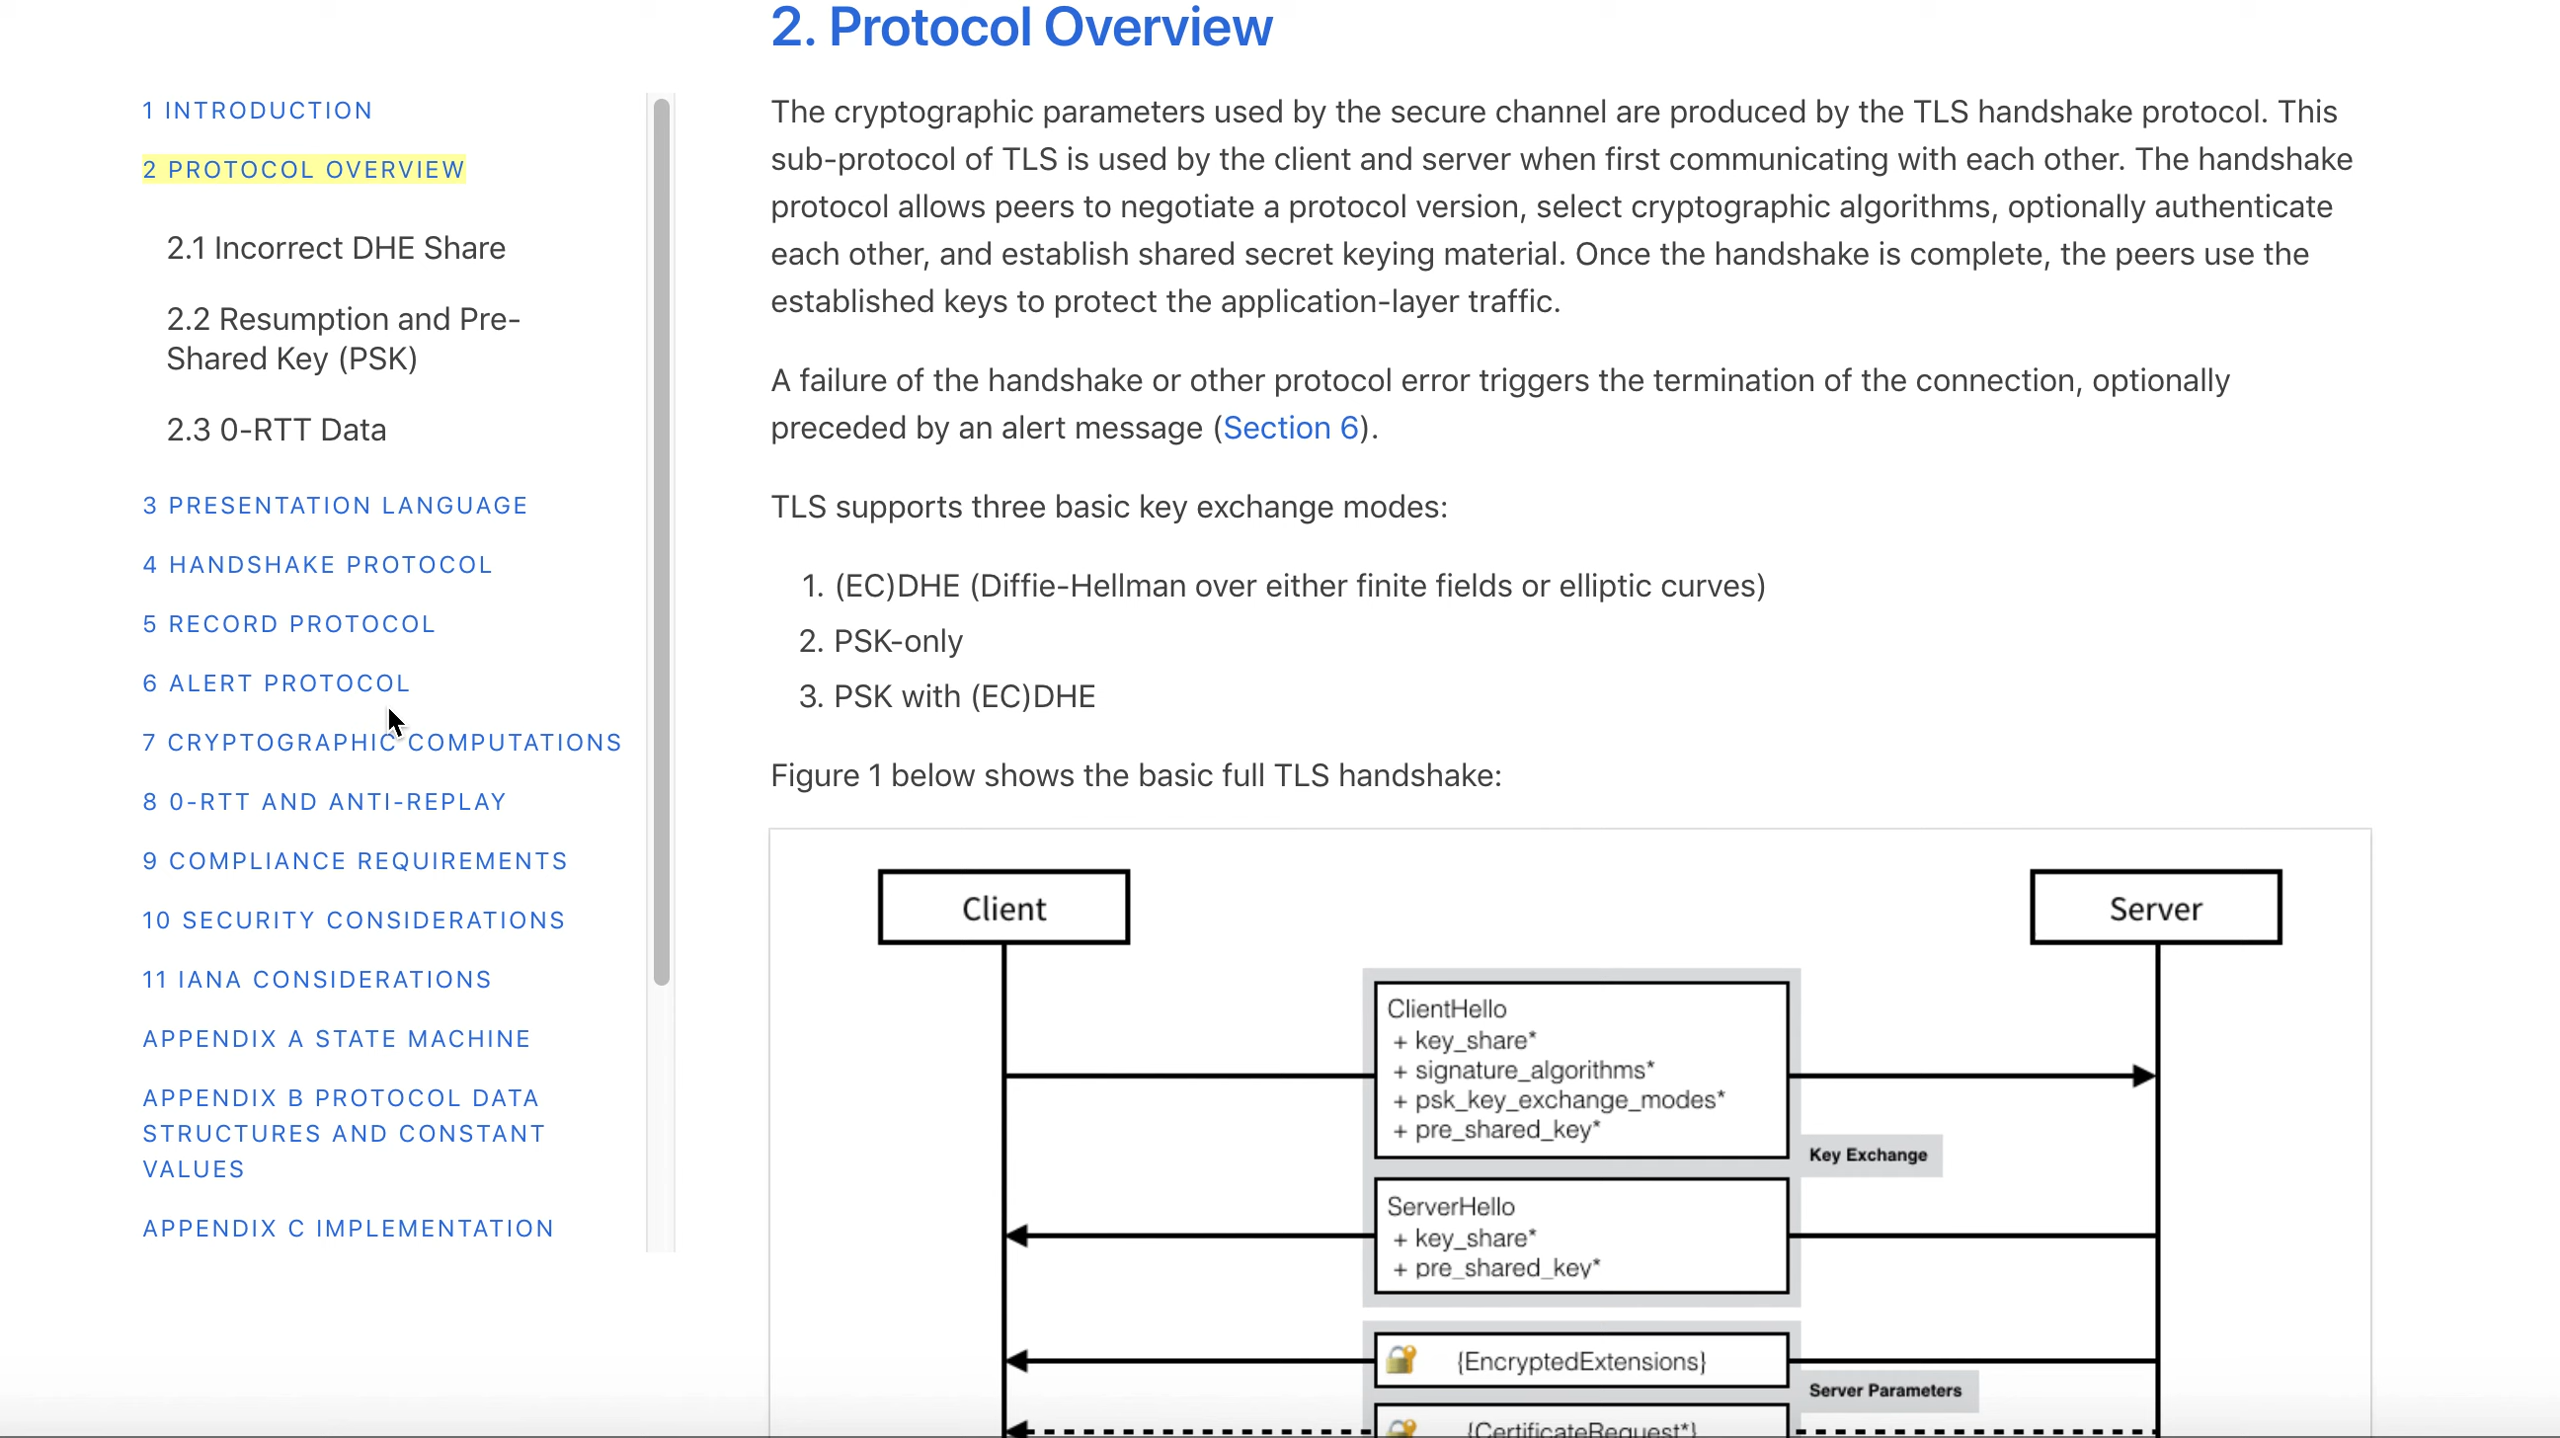 1 INTRODUCTION
2 PROTOCOL OVERVIEW
2.1 Incorrect DHE Share
2.2 Resumption and Pre-
Shared Key (PSK)
2.3 0-RTT Data
3 PRESENTATION LANGUAGE
4 HANDSHAKE PROTOCOL
5 RECORD PROTOCOL
6 ALERT PROTOCOL
7 CRYPTOGRAPHIC COMPUTATIONS
8 0-RTT AND ANTI-REPLAY
9 COMPLIANCE REQUIREMENTS
10 SECURITY CONSIDERATIONS
11 IANA CONSIDERATIONS
APPENDIX A STATE MACHINE
APPENDIX B PROTOCOL DATA
STRUCTURES AND CONSTANT
VALUES
APPENDIX C IMPLEMENTATION
2. Protocol Overview
The cryptographic parameters used by the secure channel are produced by the TLS handshake protocol. This
sub-protocol of TLS is used by the client and server when first communicating with each other. The handshake
protocol allows peers to negotiate a protocol version, select cryptographic algorithms, optionally authenticate
each other, and establish shared secret keying material. Once the handshake is complete, the peers use the
established keys to protect the application-layer traffic.
A failure of the handshake or other protocol error triggers the termination of the connection, optionally
preceded by an alert message (Section 6).
TLS supports three basic key exchange modes:
1. (EC)DHE (Diffie-Hellman over either finite fields or elliptic curves)
2. PSK-only
3. PSK with (EC)DHE
Figure 1 below shows the basic full TLS handshake:
Client
Server
ClientHello
+ key_share*
+ signature_algorithms*
+ psk_key_exchange_modes*
+ pre_shared_key*
Key Exchange
ServerHello
+ key_share*
+ pre_shared_key*
{EncryptedExtensions}
Server Parameters
{CertificateRequest*}